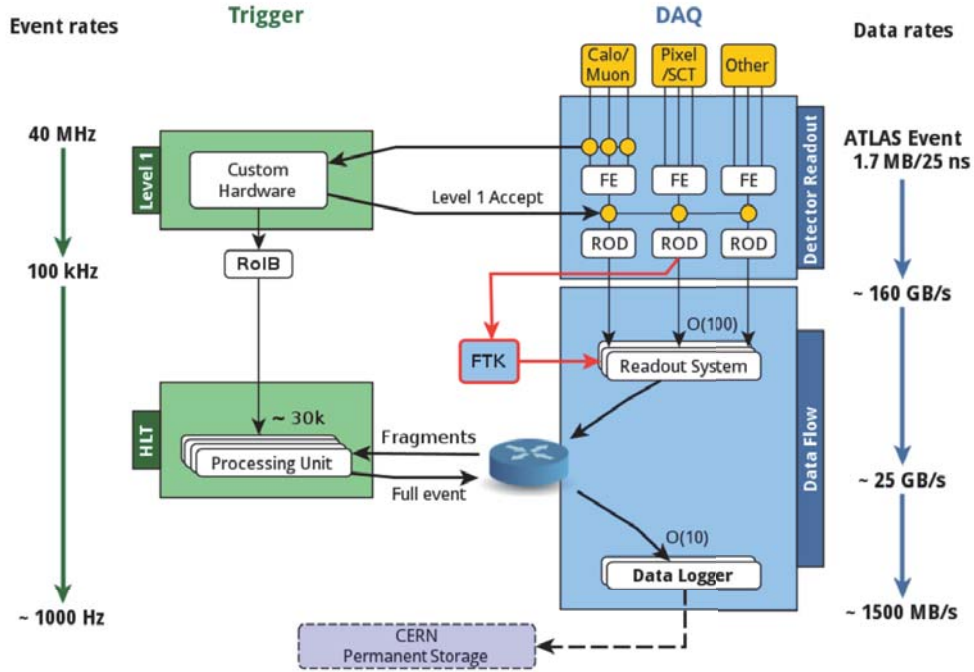 Trigger
DAQ
Event rates
Data rates
Calo/
Muon
Pixel
/SCT
Other
40 MHz
ATLAS Event
1.7 MB/25 ns
Level 1
Custom
Hardware
FE
FE
FE
Detector Readout
Level 1 Accept
ROD
ROD
ROD
RoIB
100 kHz
~ 160 GB/s
O(100)
FTK
Readout System
HLT
~ 30k
Fragments
Processing Unit
Full event
Data Flow
~ 25 GB/s
O(10)
Data Logger
~ 1000 Hz
~ 1500 MB/s
CERN
Permanent Storage